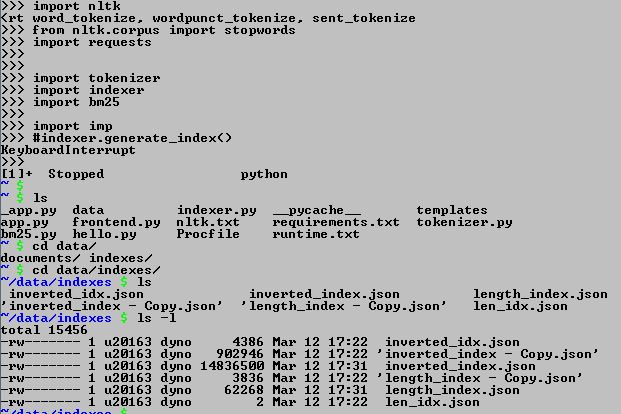 >>> import nltk
<rt word_tokenize, wordpunct_tokenize, sent_tokenize
>>> from nltk.corpus import stopwords
>>> import requests
>>>
>>>
>>> import tokenizer
>>> import indexer
>>> import bm25
>>>
>>> import imp
>>> #indexer.generate_index()
KeyboardInterrupt
>>>
[1]+  Stopped                 python
~ $
~ $ ls
_app.py  data         indexer.py  __pycache__       templates
app.py   frontend.py  nltk.txt    requirements.txt  tokenizer.py
bm25.py  hello.py     Procfile    runtime.txt
~ $ cd data/
documents/ indexes/
~ $ cd data/indexes/
~/data/indexes $ ls
 inverted_idx.json              inverted_index.json          length_index.json
'inverted_index - Copy.json'  'length_index - Copy.json'   len_idx.json
~/data/indexes $ ls -l
total 15456
-rw------- 1 u20163 dyno     4386 Mar 12 17:22  inverted_idx.json
-rw------- 1 u20163 dyno   902946 Mar 12 17:22 'inverted_index - Copy.json'
-rw------- 1 u20163 dyno 14836500 Mar 12 17:31  inverted_index.json
-rw------- 1 u20163 dyno     3836 Mar 12 17:22 'length_index - Copy.json'
-rw------- 1 u20163 dyno    62268 Mar 12 17:31  length_index.json
-rw------- 1 u20163 dyno        2 Mar 12 17:22  len_idx.json
~/data/indexes $